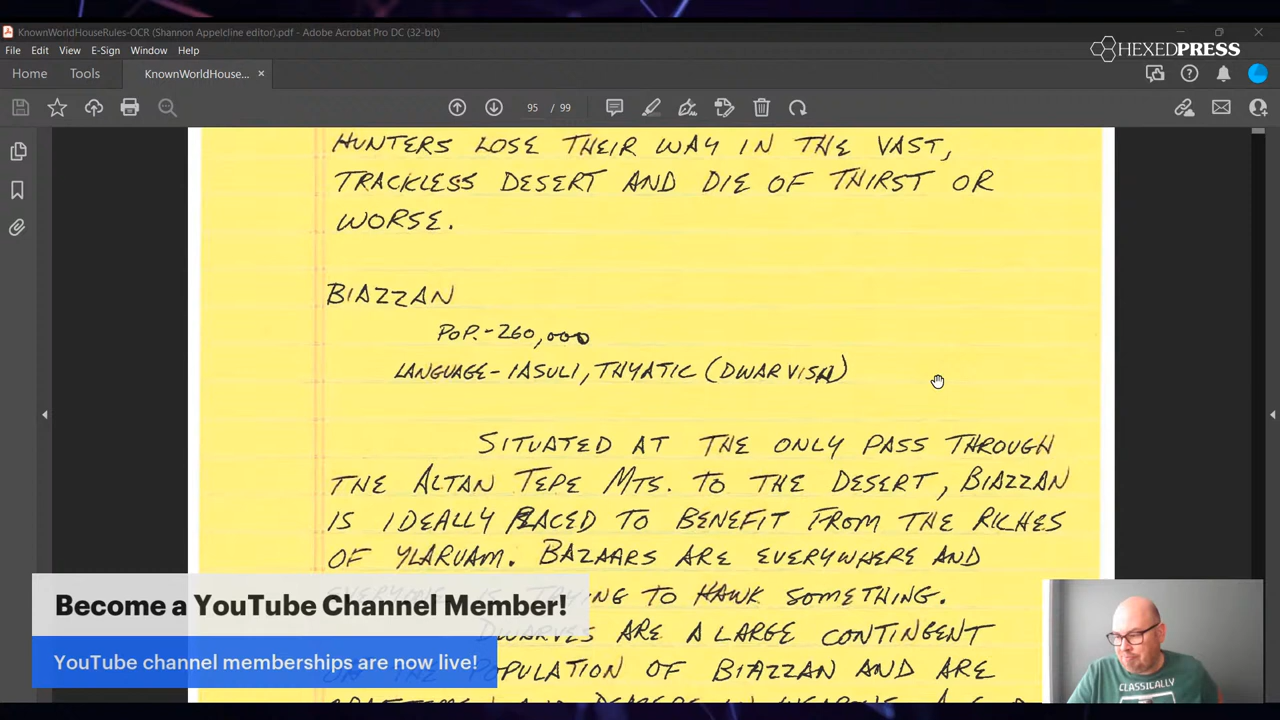 KnownWorldHouseRules-OCR (Shannon Appelcline editor).pdf - Adobe Acrobat Pro DC (32-bit)
File Edit View E-Sign Window Help
HEXEDPRESS
Home Tools KnownWorldHouse... ×
95 / 99
HUNTERS LOSE THEIR WAY IN THE VAST,
TRACKLESS DESERT AND DIE OF THIRST OR
WORSE.
BIAZZAN
POP.-260,000
LANGUAGE-IASULI, THYATIC (DWARVISH)
SITUATED AT THE ONLY PASS THROUGH
THE ALTAN TEPE MTS. TO THE DESERT, BIAZZAN
IS IDEALLY PLACED TO BENEFIT FROM THE RICHES
OF YLARUAM. BAZAARS ARE EVERYWHERE AND
EVERYONE IS TRYING TO HAWK SOMETHING.
DWARVES ARE A LARGE CONTINGENT
POPULATION OF BIAZZAN AND ARE
Become a YouTube Channel Member!
YouTube channel memberships are now live!
CLASSICALLY